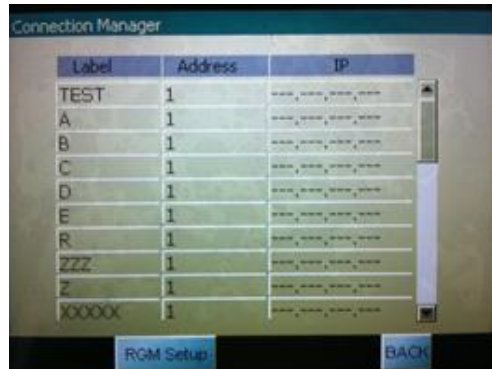 Connection Manager
Label Address IP
TEST 1 ---.---.---.---
A 1 ---.---.---.---
B 1 ---.---.---.---
C 1 ---.---.---.---
D 1 ---.---.---.---
E 1 ---.---.---.---
R 1 ---.---.---.---
ZZZ 1 ---.---.---.---
Z 1 ---.---.---.---
XXXXX 1 ---.---.---.---
RGM Setup BACK